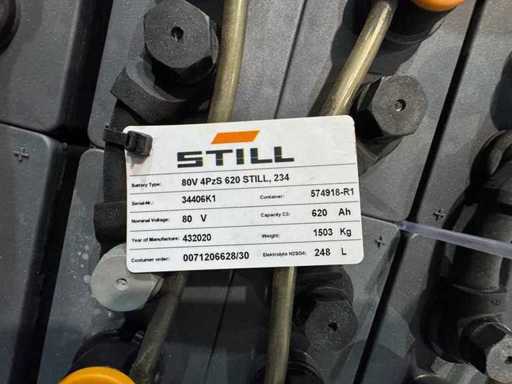 STILL
Battery Type: 80V 4PzS 620 STILL, 234
Serial-Nr.: 34406K1 Container: 574918-R1
Nominal Voltage: 80 V Capacity C5: 620 Ah
Year of Manufacture: 432020 Weight: 1503 Kg
Costumer order: 0071206628/30 Elektrolyte H2SO4: 248 L